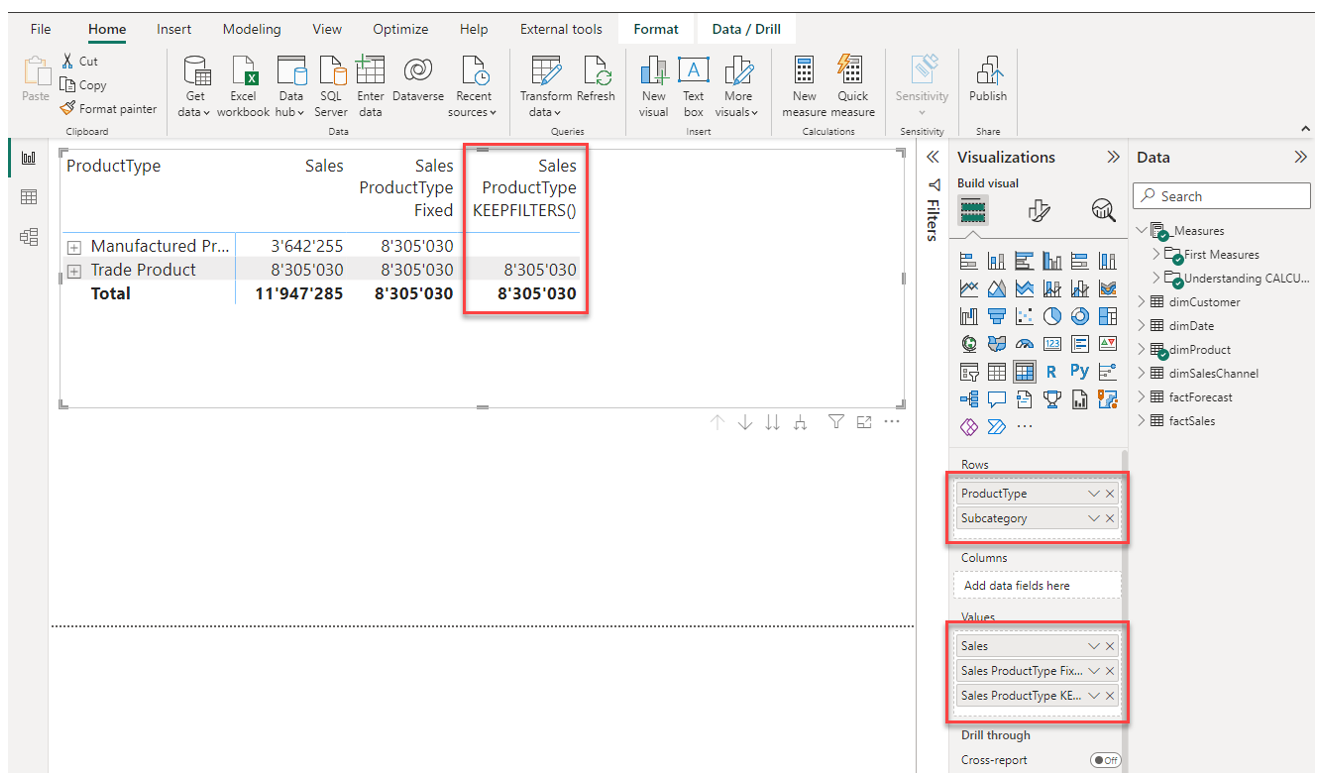 File Home Insert Modeling View Optimize Help External tools Format Data / Drill
Paste
Cut
Copy
Format painter
Clipboard
Get data
Excel workbook
Data hub
SQL Server
Enter data
Dataverse
Recent sources
Data
Transform data
Refresh
Queries
New visual
Text box
More visuals
Insert
New measure
Quick measure
Calculations
Sensitivity
Sensitivity
Publish
Share
ProductType Sales Sales ProductType Fixed Sales ProductType KEEPFILTERS()
Manufactured Pr... 3'642'255 8'305'030
Trade Product 8'305'030 8'305'030 8'305'030
Total 11'947'285 8'305'030 8'305'030
Filters
Visualizations
Build visual
123
R
Py
Rows
ProductType
Subcategory
Columns
Add data fields here
Values
Sales
Sales ProductType Fix...
Sales ProductType KE...
Drill through
Cross-report Off
Data
Search
_Measures
First Measures
Understanding CALCU...
dimCustomer
dimDate
dimProduct
dimSalesChannel
factForecast
factSales